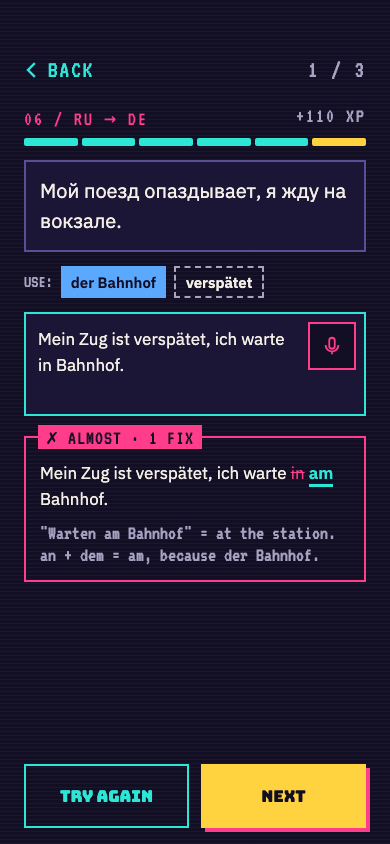 BACK
1 / 3
06 / RU → DE
+110 XP
Мой поезд опаздывает, я жду на
вокзале.
USE: der Bahnhof verspätet
Mein Zug ist verspätet, ich warte
in Bahnhof.
✗ ALMOST · 1 FIX
Mein Zug ist verspätet, ich warte in am
Bahnhof.
"Warten am Bahnhof" = at the station.
an + dem = am, because der Bahnhof.
TRY AGAIN
NEXT